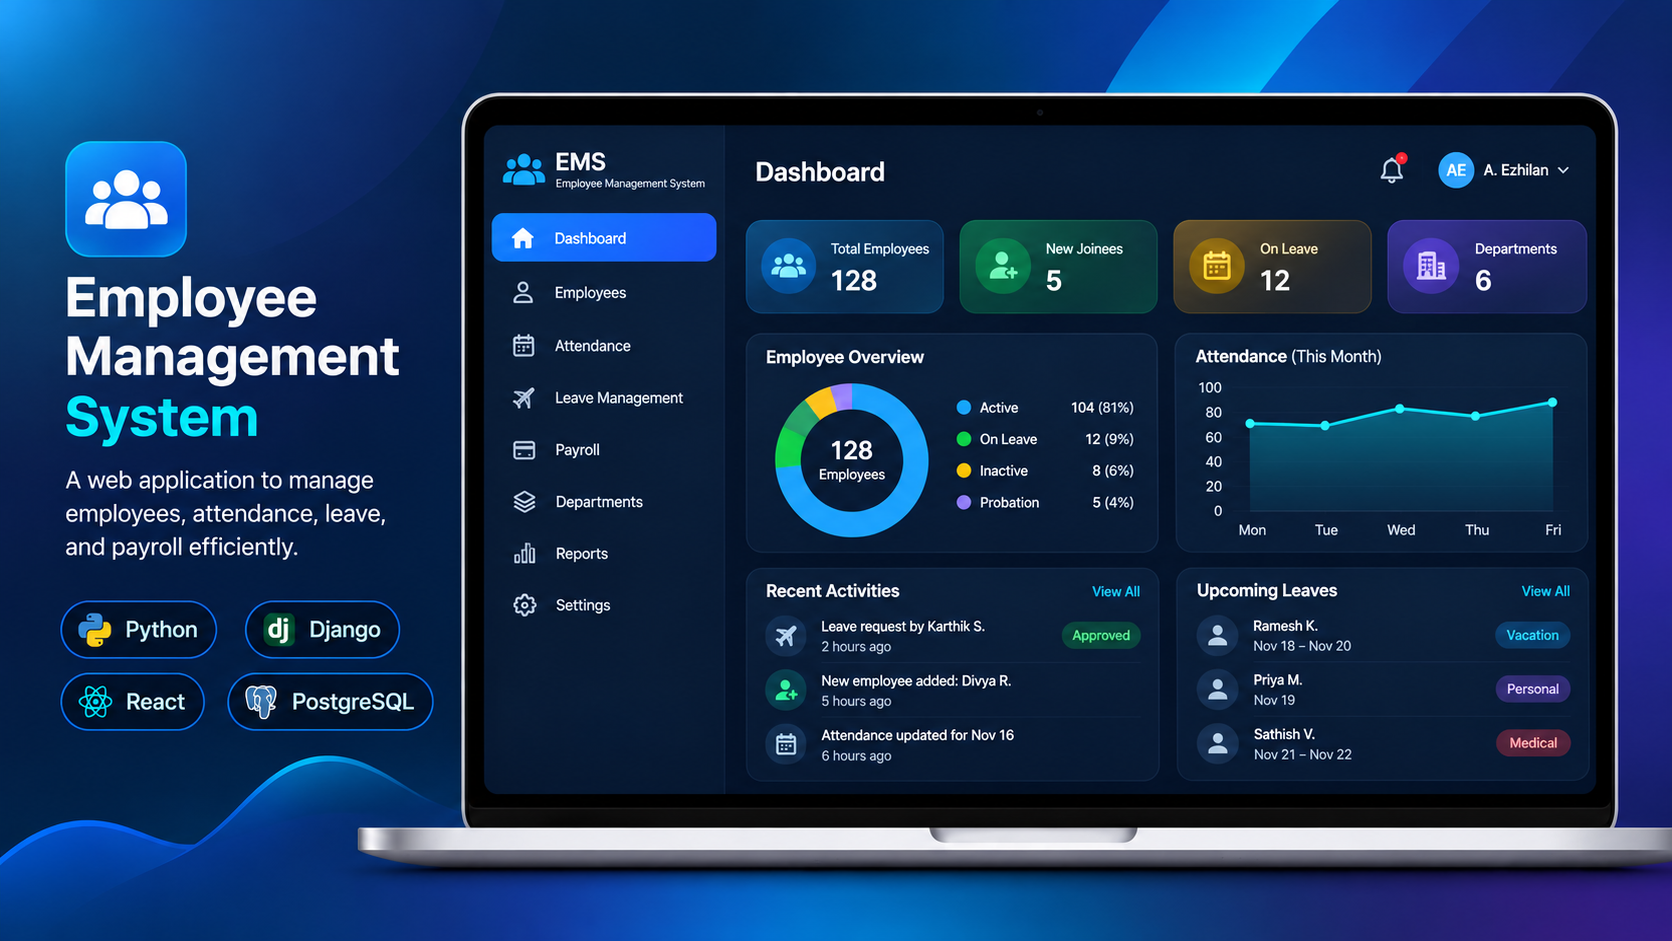 Employee
Management
System
A web application to manage
employees, attendance, leave,
and payroll efficiently.
Python
dj Django
React
PostgreSQL
EMS
Employee Management System
Dashboard
Employees
Attendance
Leave Management
Payroll
Departments
Reports
Settings
Dashboard
AE A. Ezhilan
Total Employees
128
New Joinees
5
On Leave
12
Departments
6
Employee Overview
128
Employees
Active 104 (81%)
On Leave 12 (9%)
Inactive 8 (6%)
Probation 5 (4%)
Attendance (This Month)
100
80
60
40
20
0
Mon Tue Wed Thu Fri
Recent Activities View All
Leave request by Karthik S.
2 hours ago
Approved
New employee added: Divya R.
5 hours ago
Attendance updated for Nov 16
6 hours ago
Upcoming Leaves View All
Ramesh K.
Nov 18 – Nov 20
Vacation
Priya M.
Nov 19
Personal
Sathish V.
Nov 21 – Nov 22
Medical